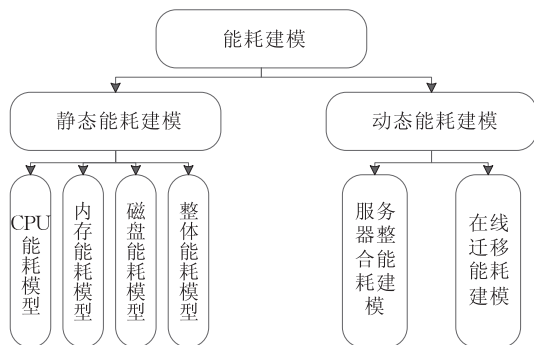 能耗建模
静态能耗建模
动态能耗建模
CPU能耗模型
内存能耗模型
磁盘能耗模型
整体能耗模型
服务器整合能耗建模
在线迁移能耗建模